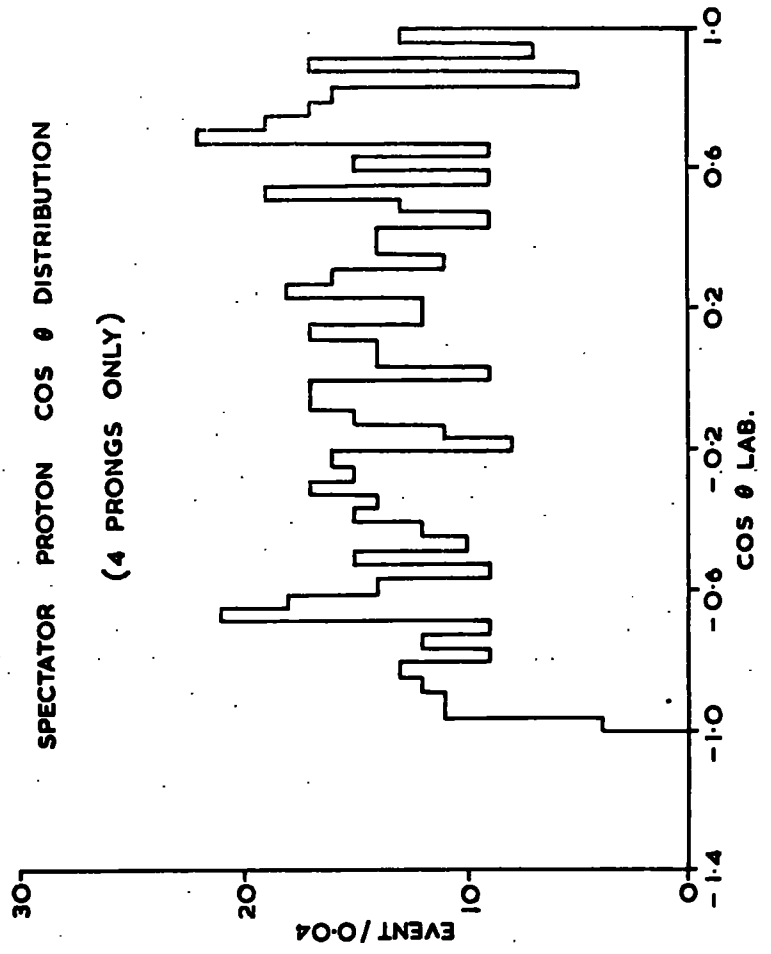 SPECTATOR PROTON COS θ DISTRIBUTION
(4 PRONGS ONLY)
EVENT / 0·04
30
20
10
0
-1·4
-1·0
-0·6
-0·2
0·2
0·6
1·0
COS θ LAB.